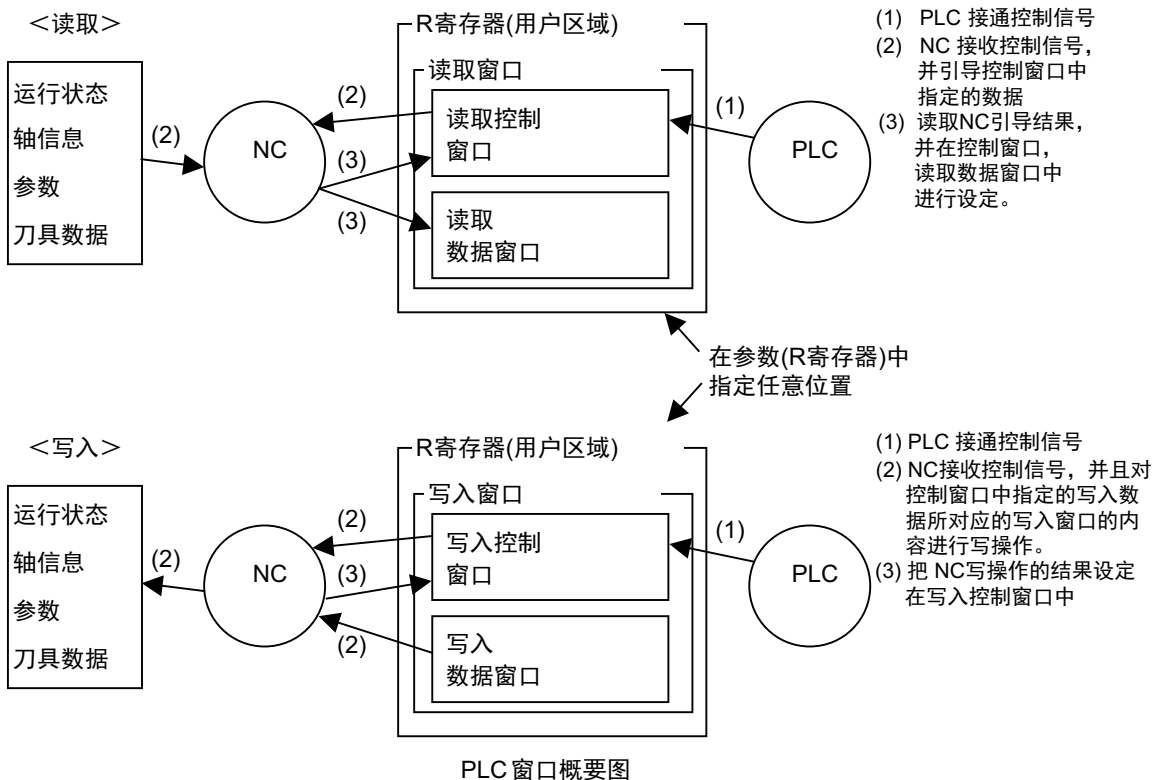 ＜读取＞
运行状态
轴信息
参数
刀具数据
(2)
NC
(2)
(3)
(3)
R寄存器(用户区域)
读取窗口
读取控制
窗口
读取
数据窗口
(1)
PLC
(1) PLC 接通控制信号
(2) NC 接收控制信号，
并引导控制窗口中
指定的数据
(3) 读取NC引导结果，
并在控制窗口，
读取数据窗口中
进行设定。
在参数(R寄存器)中
指定任意位置
＜写入＞
运行状态
轴信息
参数
刀具数据
(2)
NC
(2)
(3)
(2)
R寄存器(用户区域)
写入窗口
写入控制
窗口
写入
数据窗口
(1)
PLC
(1) PLC 接通控制信号
(2) NC接收控制信号，并且对
控制窗口中指定的写入数
据所对应的写入窗口的内
容进行写操作。
(3) 把 NC写操作的结果设定
在写入控制窗口中
PLC窗口概要图